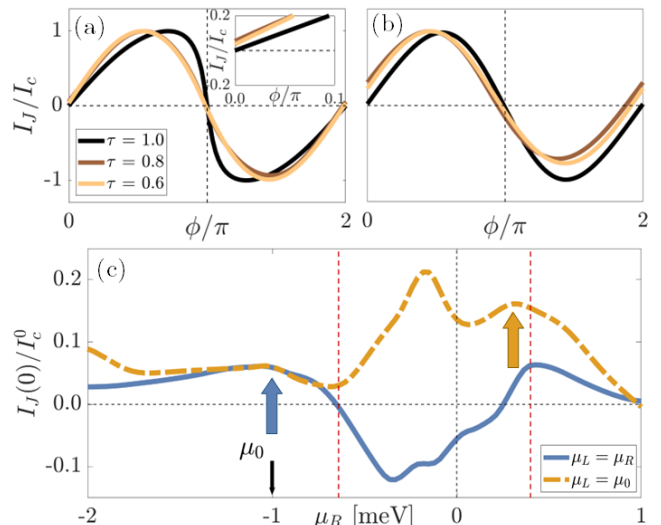 (a)
I_J/I_c
1
0
-1
0
ϕ/π
2
τ = 1.0
τ = 0.8
τ = 0.6
0.2
I_J/I_c
0.2
0.0
ϕ/π
0.1
(b)
0
ϕ/π
2
(c)
I_J(0)/I_c^0
0.2
0.1
0.0
-0.1
μ_0
-2
-1
μ_R [meV]
0
1
μ_L = μ_R
μ_L = μ_0